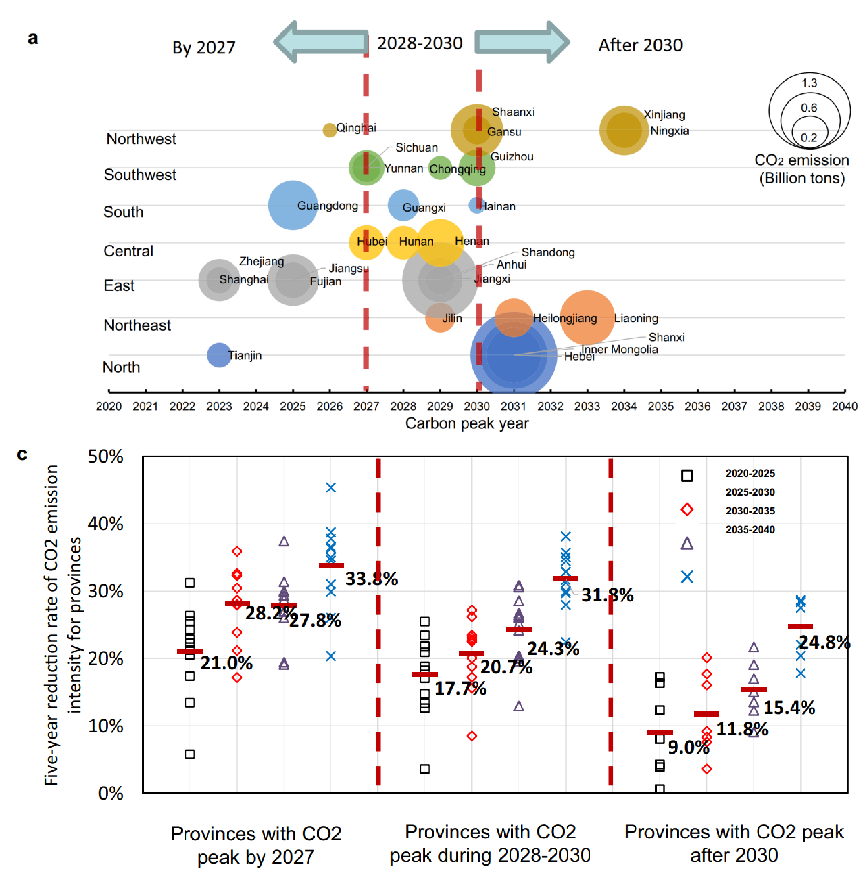 a
By 2027
2028-2030
After 2030
1.3
0.6
0.2
CO2 emission
(Billion tons)
Northwest
Qinghai
Shaanxi
Gansu
Xinjiang
Ningxia
Southwest
Sichuan
Yunnan
Chongqing
Guizhou
South
Guangdong
Guangxi
Hainan
Central
Hubei
Hunan
Henan
East
Zhejiang
Shanghai
Jiangsu
Fujian
Shandong
Anhui
Jiangxi
Northeast
Jilin
Heilongjiang
Liaoning
North
Tianjin
Shanxi
Inner Mongolia
Hebei
2020 2021 2022 2023 2024 2025 2026 2027 2028 2029 2030 2031 2032 2033 2034 2035 2036 2037 2038 2039 2040
Carbon peak year
c
Five-year reduction rate of CO2 emission
intensity for provinces
50%
40%
30%
20%
10%
0%
2020-2025
2025-2030
2030-2035
2035-2040
21.0%
28.2%
27.8%
33.8%
17.7%
20.7%
24.3%
31.8%
9.0%
11.8%
15.4%
24.8%
Provinces with CO2
peak by 2027
Provinces with CO2
peak during 2028-2030
Provinces with CO2 peak
after 2030